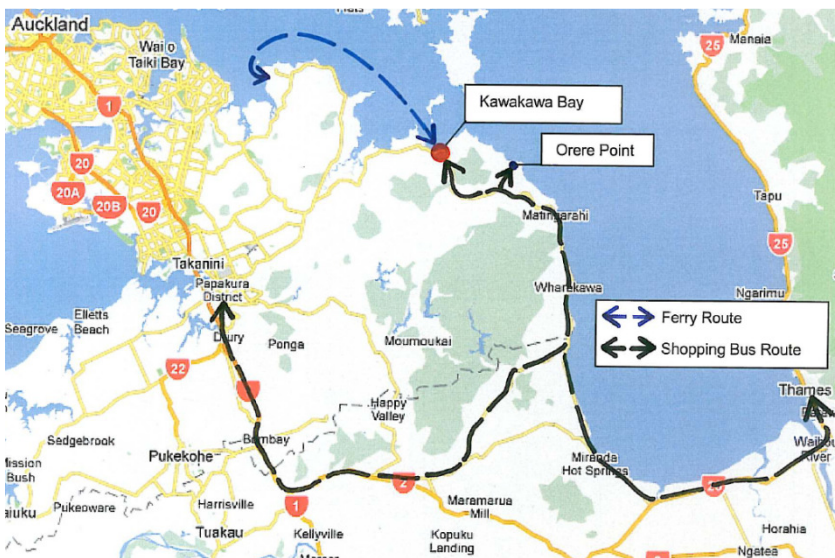 Auckland
Wai o
Taiki Bay
1
20
20A
20B
20
Flats
25
Manaia
Kawakawa Bay
Orere Point
Matingarahi
Tapu
25
Takanini
Papakura
District
Wharekawa
Ngarimu
Ferry Route
Shopping Bus Route
Seagrove
Elletts
Beach
Drury
Ponga
Moumoukai
22
Thames
Happy
Valley
Sedgebrook
Bombay
Mission
Bush
Pukekohe
Miranda
Hot Springs
River
2
Pukeoware
Harrisville
1
Maramarua
Mill
Horahia
Tuakau
Kellyville
Kopuku
Landing
Ngatea